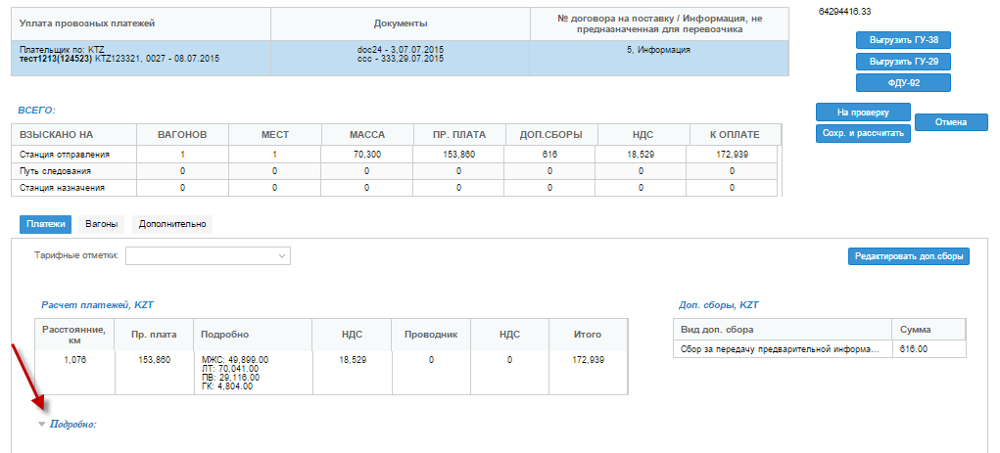 64294416.33
Уплата провозных платежей Документы № договора на поставку / Информация, не
предназначенная для перевозчика
Плательщик по: KTZ doc24 - 3,07.07.2015 5, Информация
тест1213(124523) KTZ123321, 0027 - 08.07.2015 ccc - 333,29.07.2015
Выгрузить ГУ-38
Выгрузить ГУ-29
ФДУ-92
На проверку
Отмена
Сохр. и рассчитать
ВСЕГО:
ВЗЫСКАНО НА ВАГОНОВ МЕСТ МАССА ПР. ПЛАТА ДОП.СБОРЫ НДС К ОПЛАТЕ
Станция отправления 1 1 70,300 153,860 616 18,529 172,939
Путь следования 0 0 0 0 0 0 0
Станция назначения 0 0 0 0 0 0 0
Платежи Вагоны Дополнительно
Тарифные отметки:
Редактировать доп.сборы
Расчет платежей, KZT
Расстояние,
км Пр. плата Подробно НДС Проводник НДС Итого
1,076 153,860 МЖС: 49,899.00 18,529 0 0 172,939
ЛТ: 70,041.00
ПВ: 29,116.00
ГК: 4,804.00
Доп. сборы, KZT
Вид доп. сбора Сумма
Сбор за передачу предварительной информа... 616.00
Подробно: